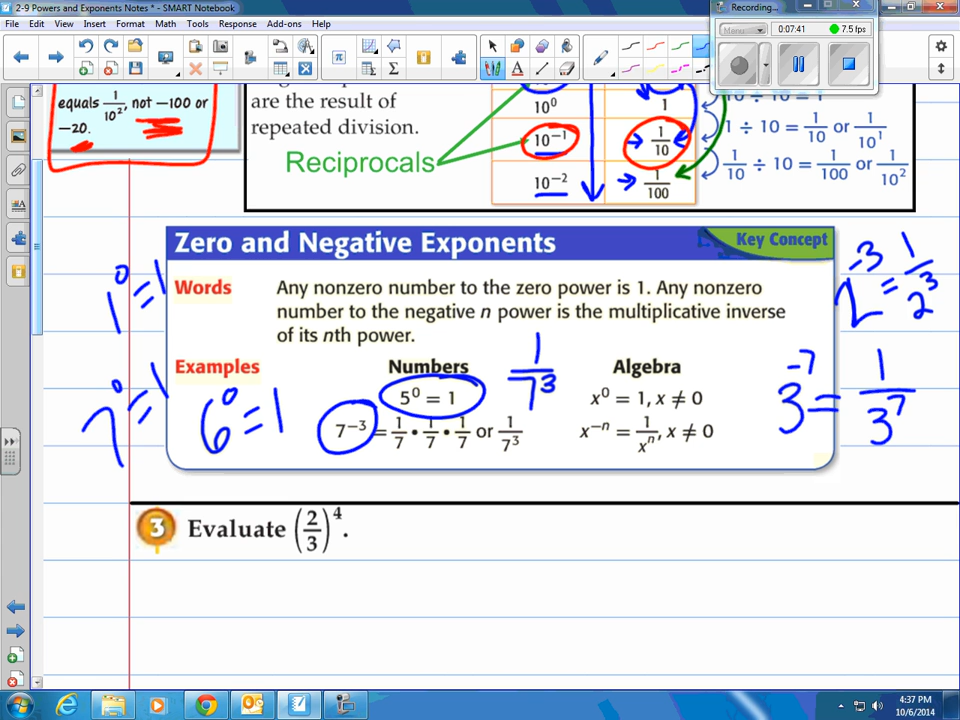 2-9 Powers and Exponents Notes * - SMART Notebook
Recording...
File Edit View Insert Format Tools Response Draw Add-ons Help
Menu
0:07:41
7.5 fps
equals 1/10², not −100 or
−20.
are the result of
repeated division.
Reciprocals
10⁰
1
1 ÷ 10 = 1/10 or 1/10¹
10⁻¹
1/10
1/10 ÷ 10 = 1/100 or 1/10²
10⁻²
1/100
Zero and Negative Exponents
Key Concept
Words
Any nonzero number to the zero power is 1. Any nonzero
number to the negative n power is the multiplicative inverse
of its nth power.
1⁰ = 1
2⁻³ = 1/2³
Examples
Numbers
Algebra
1/7³
5⁰ = 1
x⁰ = 1, x ≠ 0
7⁻³ = 1/7 • 1/7 • 1/7 or 1/7³
x⁻ⁿ = 1/xⁿ, x ≠ 0
7⁰ = 1
6⁰ = 1
3⁻⁷ = 1/3⁷
3 Evaluate (2/3)⁴.
4:37 PM
10/6/2014